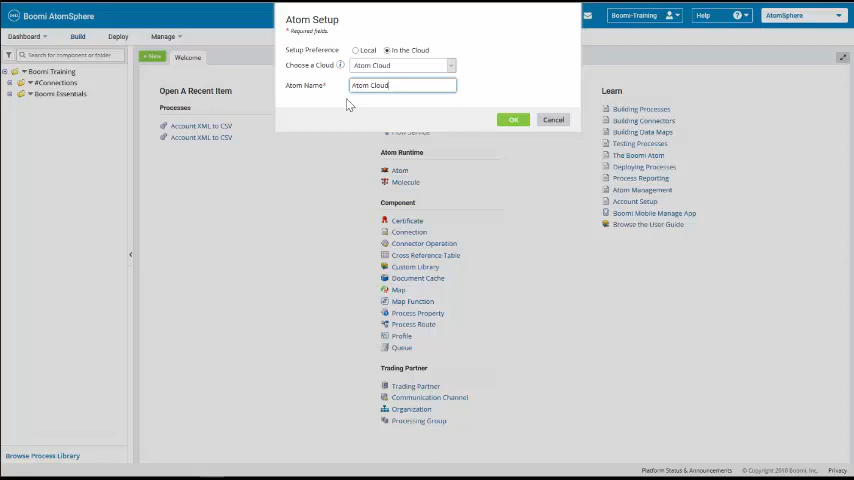 DELL Boomi AtomSphere
Boomi-Training
Help
AtomSphere
Dashboard
Build
Deploy
Manage
Atom Setup
* Required fields.
Setup Preference Local In the Cloud
Choose a Cloud Atom Cloud
Atom Name* Atom Cloud
OK Cancel
Search for component or folder
+ New
Welcome
Boomi Training
#Connections
Boomi Essentials
Open A Recent Item
Processes
Account XML to CSV
Account XML to CSV
Flow Service
Atom Runtime
Atom
Molecule
Component
Certificate
Connection
Connector Operation
Cross Reference Table
Custom Library
Document Cache
Map
Map Function
Process Property
Process Route
Profile
Queue
Trading Partner
Trading Partner
Communication Channel
Organization
Processing Group
Learn
Building Processes
Building Connectors
Building Data Maps
Testing Processes
The Boomi Atom
Deploying Processes
Process Reporting
Atom Management
Account Setup
Boomi Mobile Manage App
Browse the User Guide
Browse Process Library
Platform Status & Announcements © Copyright 2018 Boomi, Inc. Privacy